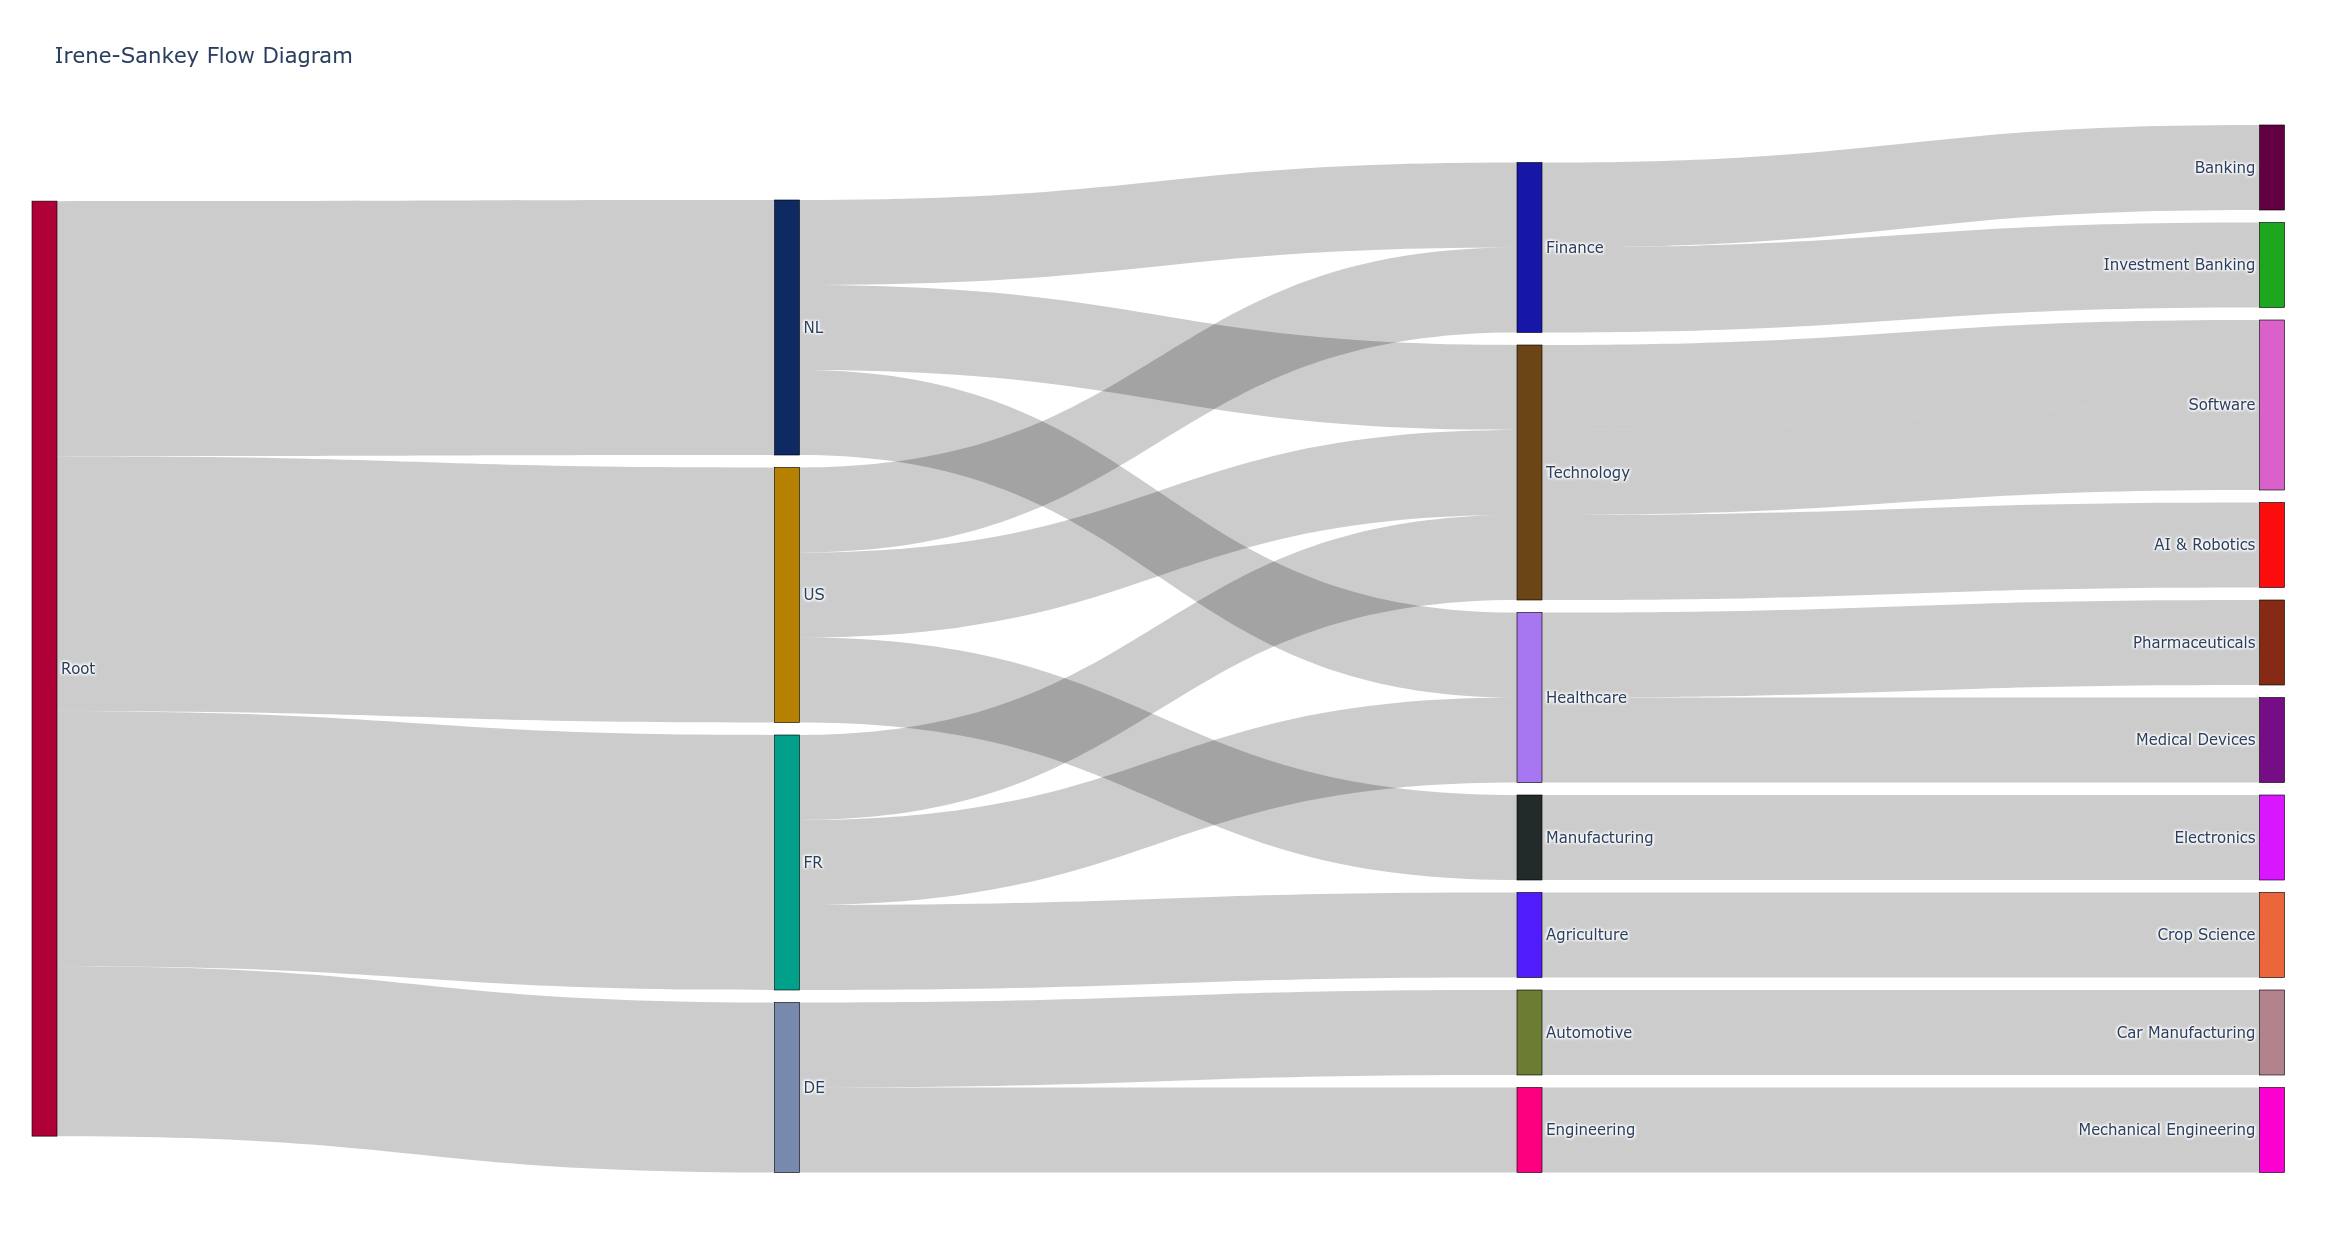 Irene-Sankey Flow Diagram
Root
NL
US
FR
DE
Finance
Technology
Healthcare
Manufacturing
Agriculture
Automotive
Engineering
Banking
Investment Banking
Software
AI & Robotics
Pharmaceuticals
Medical Devices
Electronics
Crop Science
Car Manufacturing
Mechanical Engineering